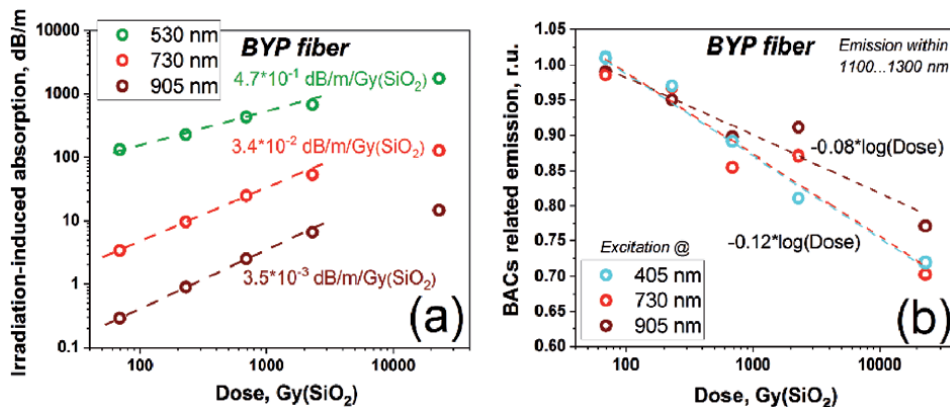 Irradiation-induced absorption, dB/m
10000
1000
100
10
1
0.1
530 nm
730 nm
905 nm
BYP fiber
4.7*10⁻¹ dB/m/Gy(SiO₂)
3.4*10⁻² dB/m/Gy(SiO₂)
3.5*10⁻³ dB/m/Gy(SiO₂)
(a)
100 1000 10000
Dose, Gy(SiO₂)
BACs related emission, r.u.
1.05
1.00
0.95
0.90
0.85
0.80
0.75
0.70
0.65
0.60
BYP fiber
Emission within
1100...1300 nm
-0.08*log(Dose)
-0.12*log(Dose)
Excitation @
405 nm
730 nm
905 nm
(b)
100 1000 10000
Dose, Gy(SiO₂)